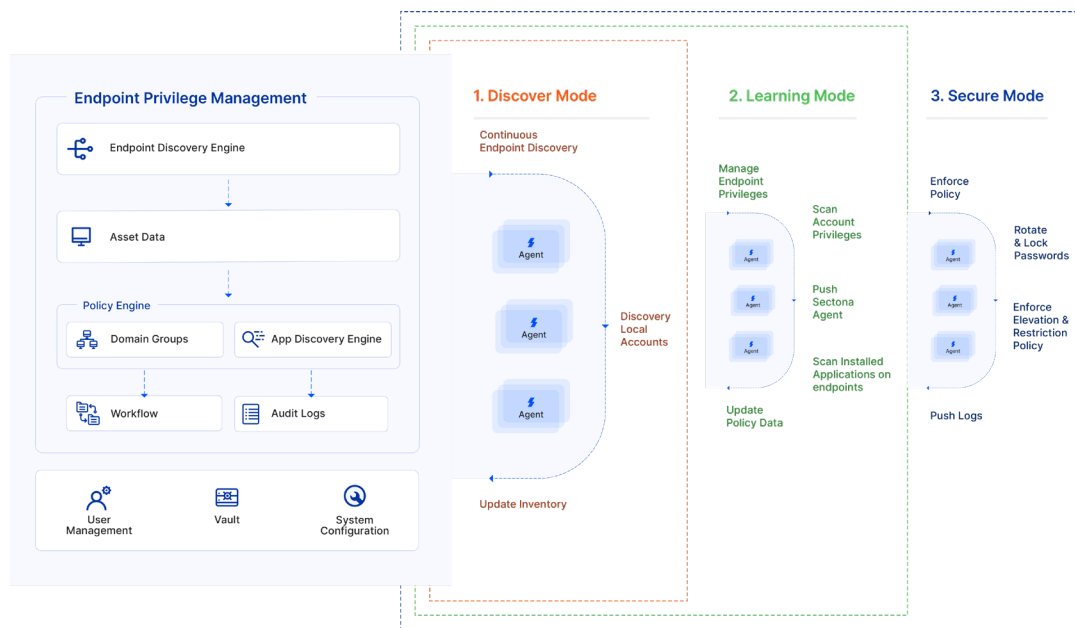 Endpoint Privilege Management
Endpoint Discovery Engine
Asset Data
Policy Engine
Domain Groups
App Discovery Engine
Workflow
Audit Logs
User
Management
Vault
System
Configuration
1. Discover Mode
Continuous
Endpoint Discovery
Agent
Agent
Agent
Discovery
Local
Accounts
Update Inventory
2. Learning Mode
Manage
Endpoint
Privileges
Scan
Account
Privileges
Agent
Agent
Agent
Push
Sectona
Agent
Scan Installed
Applications on
endpoints
Update
Policy Data
3. Secure Mode
Enforce
Policy
Rotate
& Lock
Passwords
Agent
Agent
Agent
Enforce
Elevation &
Restriction
Policy
Push Logs